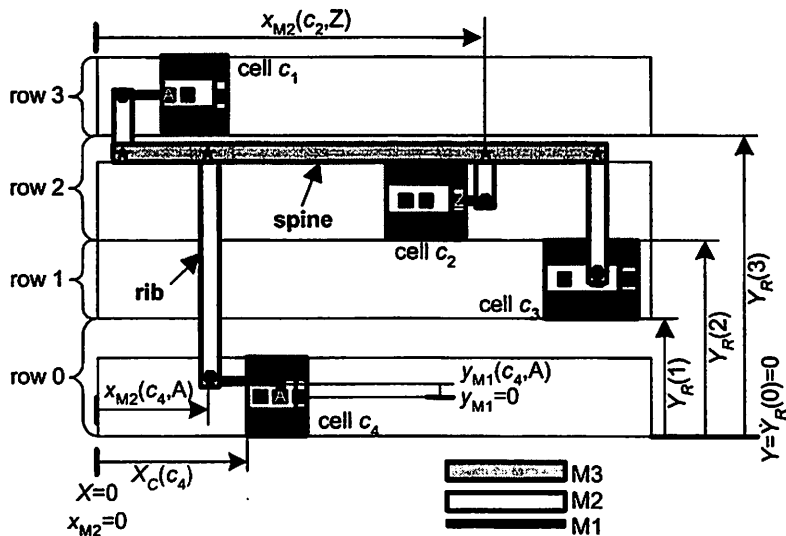 x_M2(c_2,Z)
cell c_1
row 3
A
row 2
spine
Z
cell c_2
row 1
rib
cell c_3
Y_R(1)
Y_R(2)
Y_R(3)
Y=Y_R(0)=0
row 0
x_M2(c_4,A)
y_M1(c_4,A)
y_M1=0
A
cell c_4
X_C(c_4)
X=0
x_M2=0
M3
M2
M1